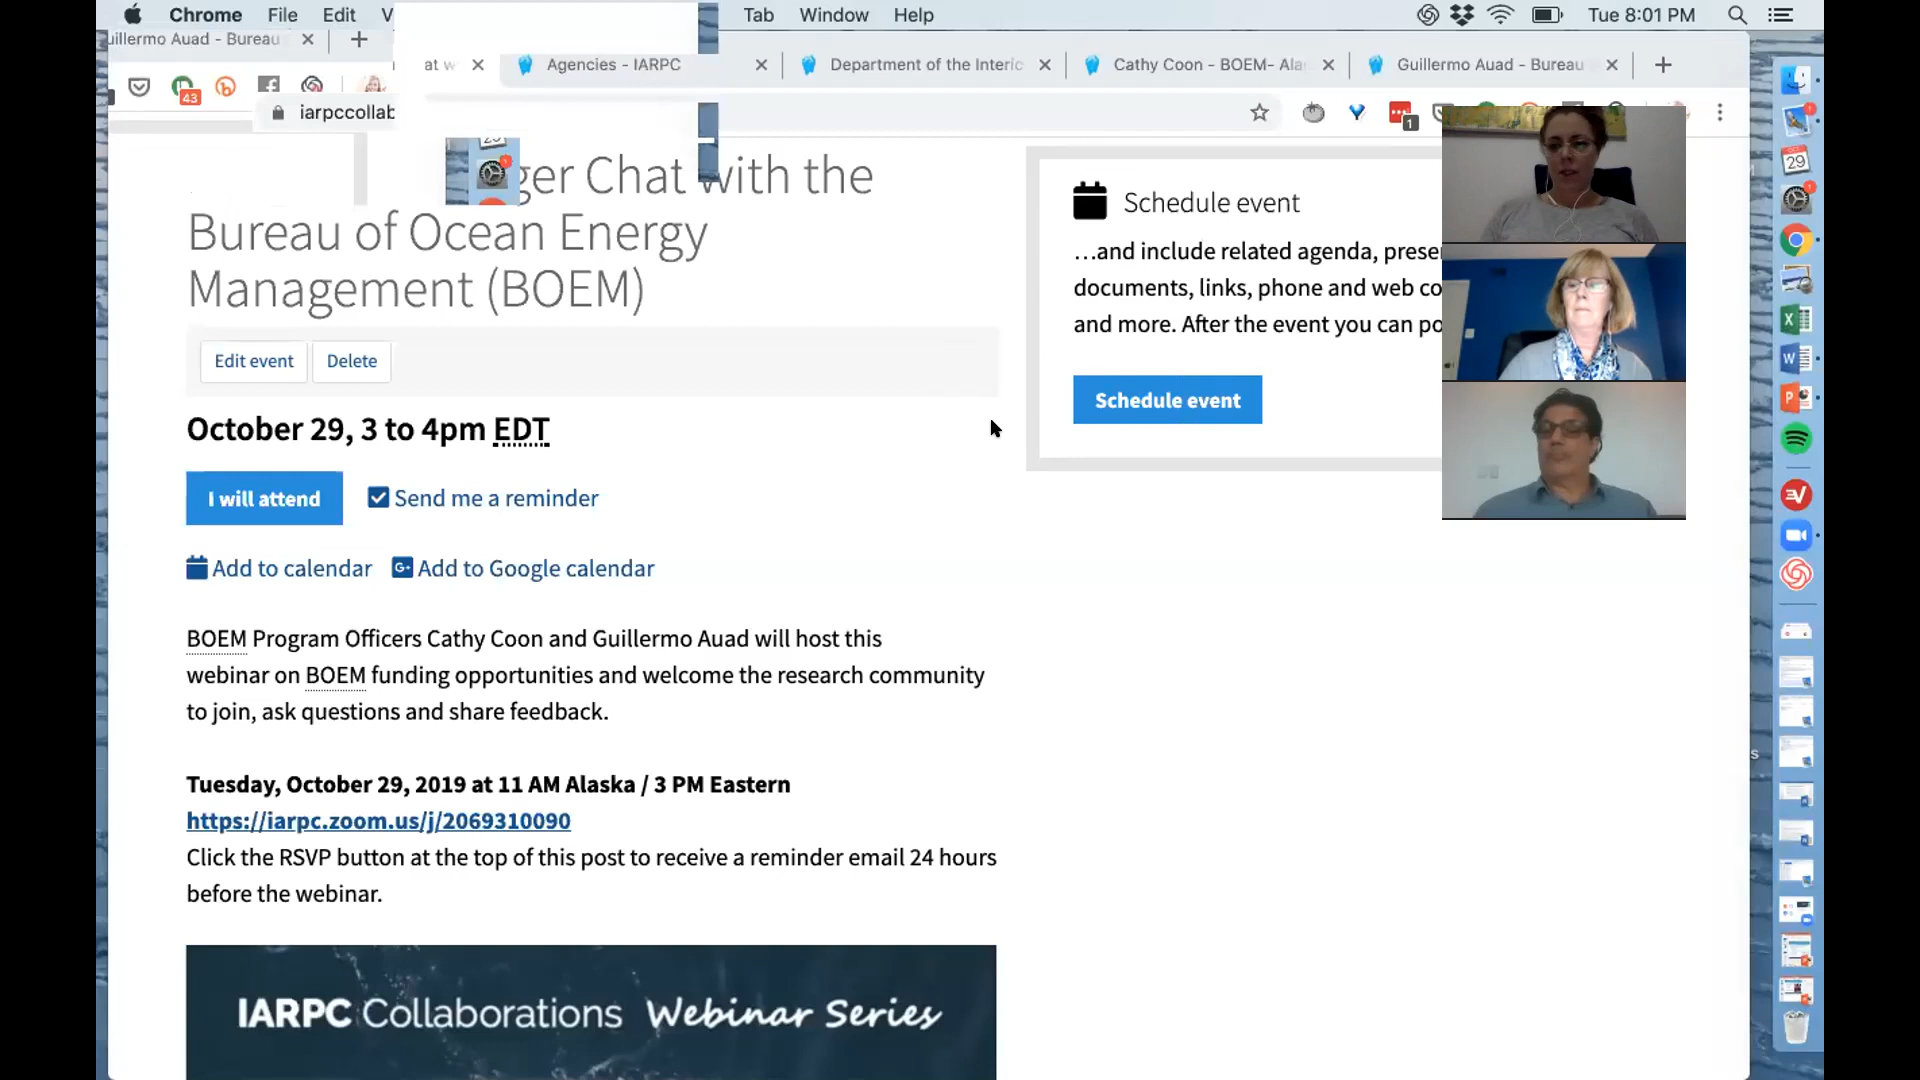 Chrome File Edit V Tab Window Help Tue 8:01 PM
uillermo Auad - Bureau
at w Agencies - IARPC Department of the Interic Cathy Coon - BOEM- Ala Guillermo Auad - Bureau
43
iarpccollab
1
ger Chat with the
Bureau of Ocean Energy
Management (BOEM)
Edit event Delete
October 29, 3 to 4pm EDT
I will attend Send me a reminder
Add to calendar Add to Google calendar
BOEM Program Officers Cathy Coon and Guillermo Auad will host this
webinar on BOEM funding opportunities and welcome the research community
to join, ask questions and share feedback.
Tuesday, October 29, 2019 at 11 AM Alaska / 3 PM Eastern
https://iarpc.zoom.us/j/2069310090
Click the RSVP button at the top of this post to receive a reminder email 24 hours
before the webinar.
IARPC Collaborations Webinar Series
Schedule event
…and include related agenda, prese
documents, links, phone and web co
and more. After the event you can po
Schedule event
29